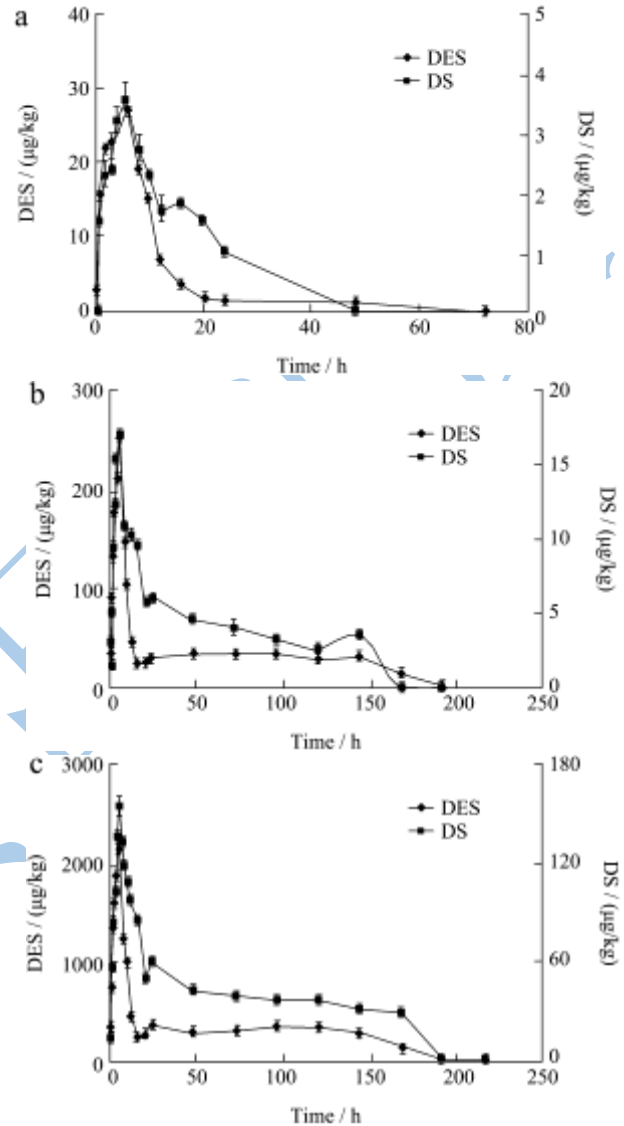 a
40
30
20
10
0
DES / (μg/kg)
5
4
3
2
1
0
DS / (μg/kg)
DES
DS
0 20 40 60 80
Time / h
b
300
200
100
0
DES / (μg/kg)
20
15
10
5
0
DS / (μg/kg)
DES
DS
0 50 100 150 200 250
Time / h
c
3000
2000
1000
0
DES / (μg/kg)
180
120
60
0
DS / (μg/kg)
DES
DS
0 50 100 150 200 250
Time / h